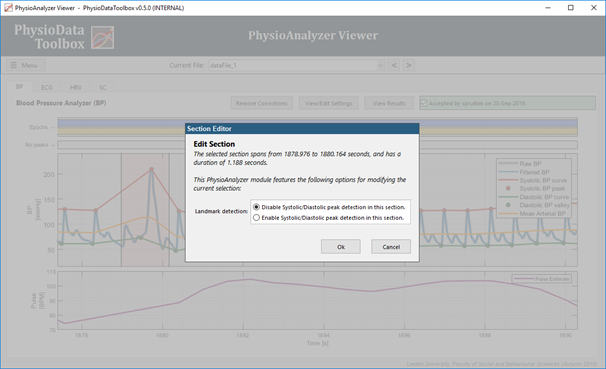 PhysioAnalyzer Viewer - PhysioDataToolbox v0.5.0 (INTERNAL)
PhysioData Toolbox
PhysioAnalyzer Viewer
Menu
Current File: dataFile_1
< >
BP ECG HRV SC
Blood Pressure Analyzer (BP)
Remove Corrections
View/Edit Settings
View Results
Accepted by sjakm on 20-Sep-2018
Epochs
No peaks
Section Editor
Edit Section
The selected section spans from 1878.976 to 1880.164 seconds, and has
a duration of 1.188 seconds.
This PhysioAnalyzer module features the following options for modifying the
current selection:
Landmark detection:
Disable Systolic/Diastolic peak detection in this section.
Enable Systolic/Diastolic peak detection in this section.
Ok
Cancel
Raw BP
Filtered BP
Systolic BP curve
Systolic BP peak
Diastolic BP curve
Diastolic BP valley
Mean Arterial BP
200
150
100
50
BP
[mmHg]
Pulse Estimate
110
100
90
80
70
Pulse
[BPM]
1878 1880 1882 1884 1886 1888 1890
Time [s]
Leiden University, Faculty of Social and Behavioural Sciences